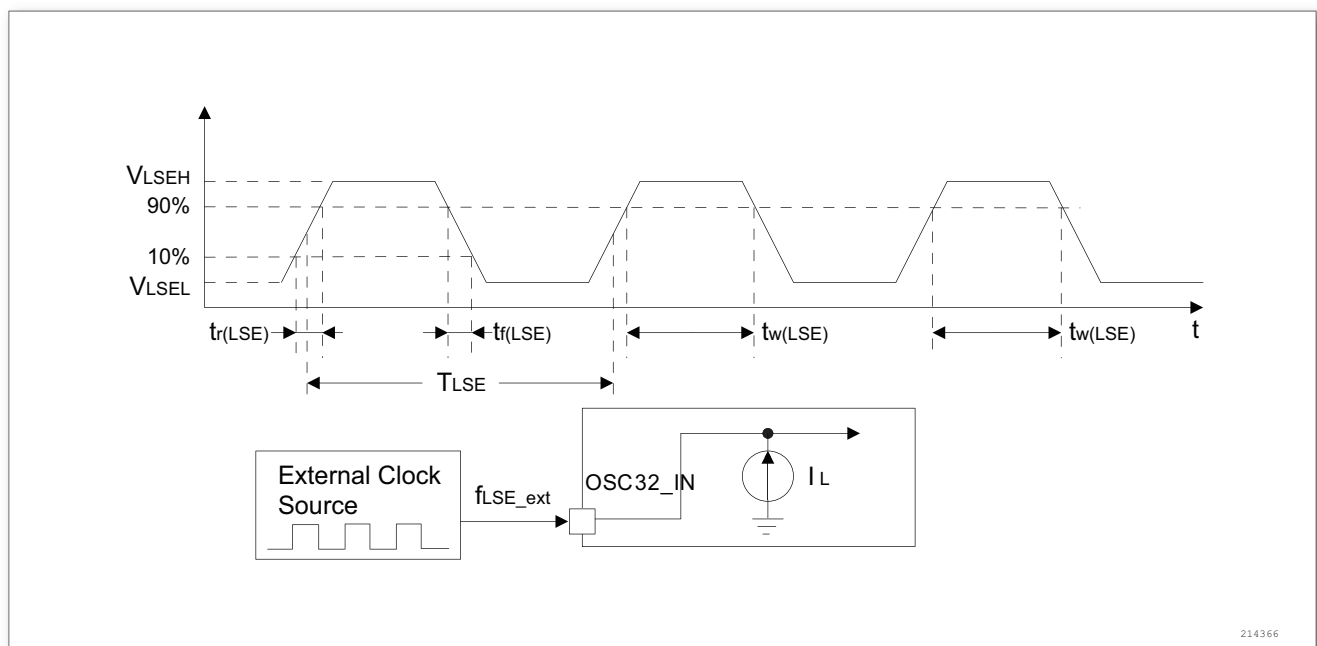 VLSEH
90%
10%
VLSEL
tr(LSE)
tf(LSE)
tw(LSE)
tw(LSE)
t
TLSE
External Clock
Source
fLSE_ext
OSC32_IN
IL
214366